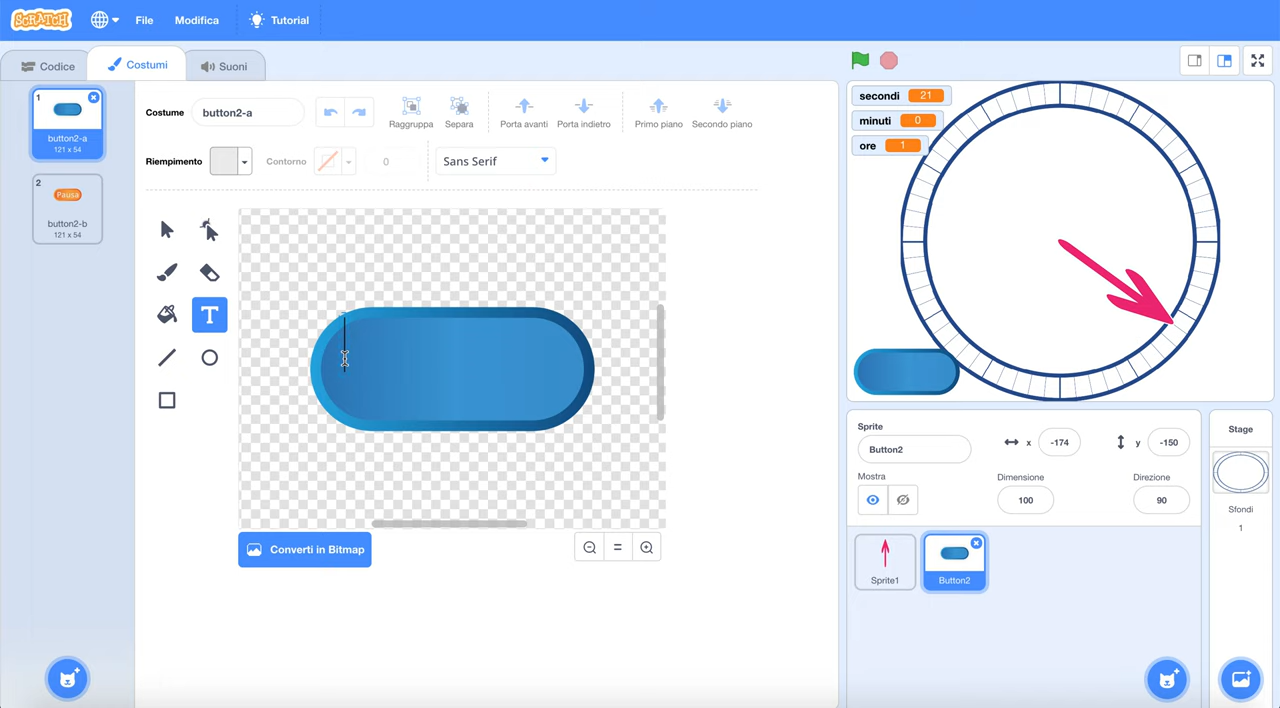 SCRATCH
File
Modifica
Tutorial
Codice
Costumi
Suoni
1
button2-a
121 x 54
2
Pausa
button2-b
121 x 54
Costume
button2-a
Raggruppa
Separa
Porta avanti
Porta indietro
Primo piano
Secondo piano
Riempimento
Contorno
0
Sans Serif
T
Converti in Bitmap
secondi 21
minuti 0
ore 1
Sprite
Button2
x
-174
y
-150
Mostra
Dimensione
100
Direzione
90
Sprite1
Button2
Stage
Sfondi
1